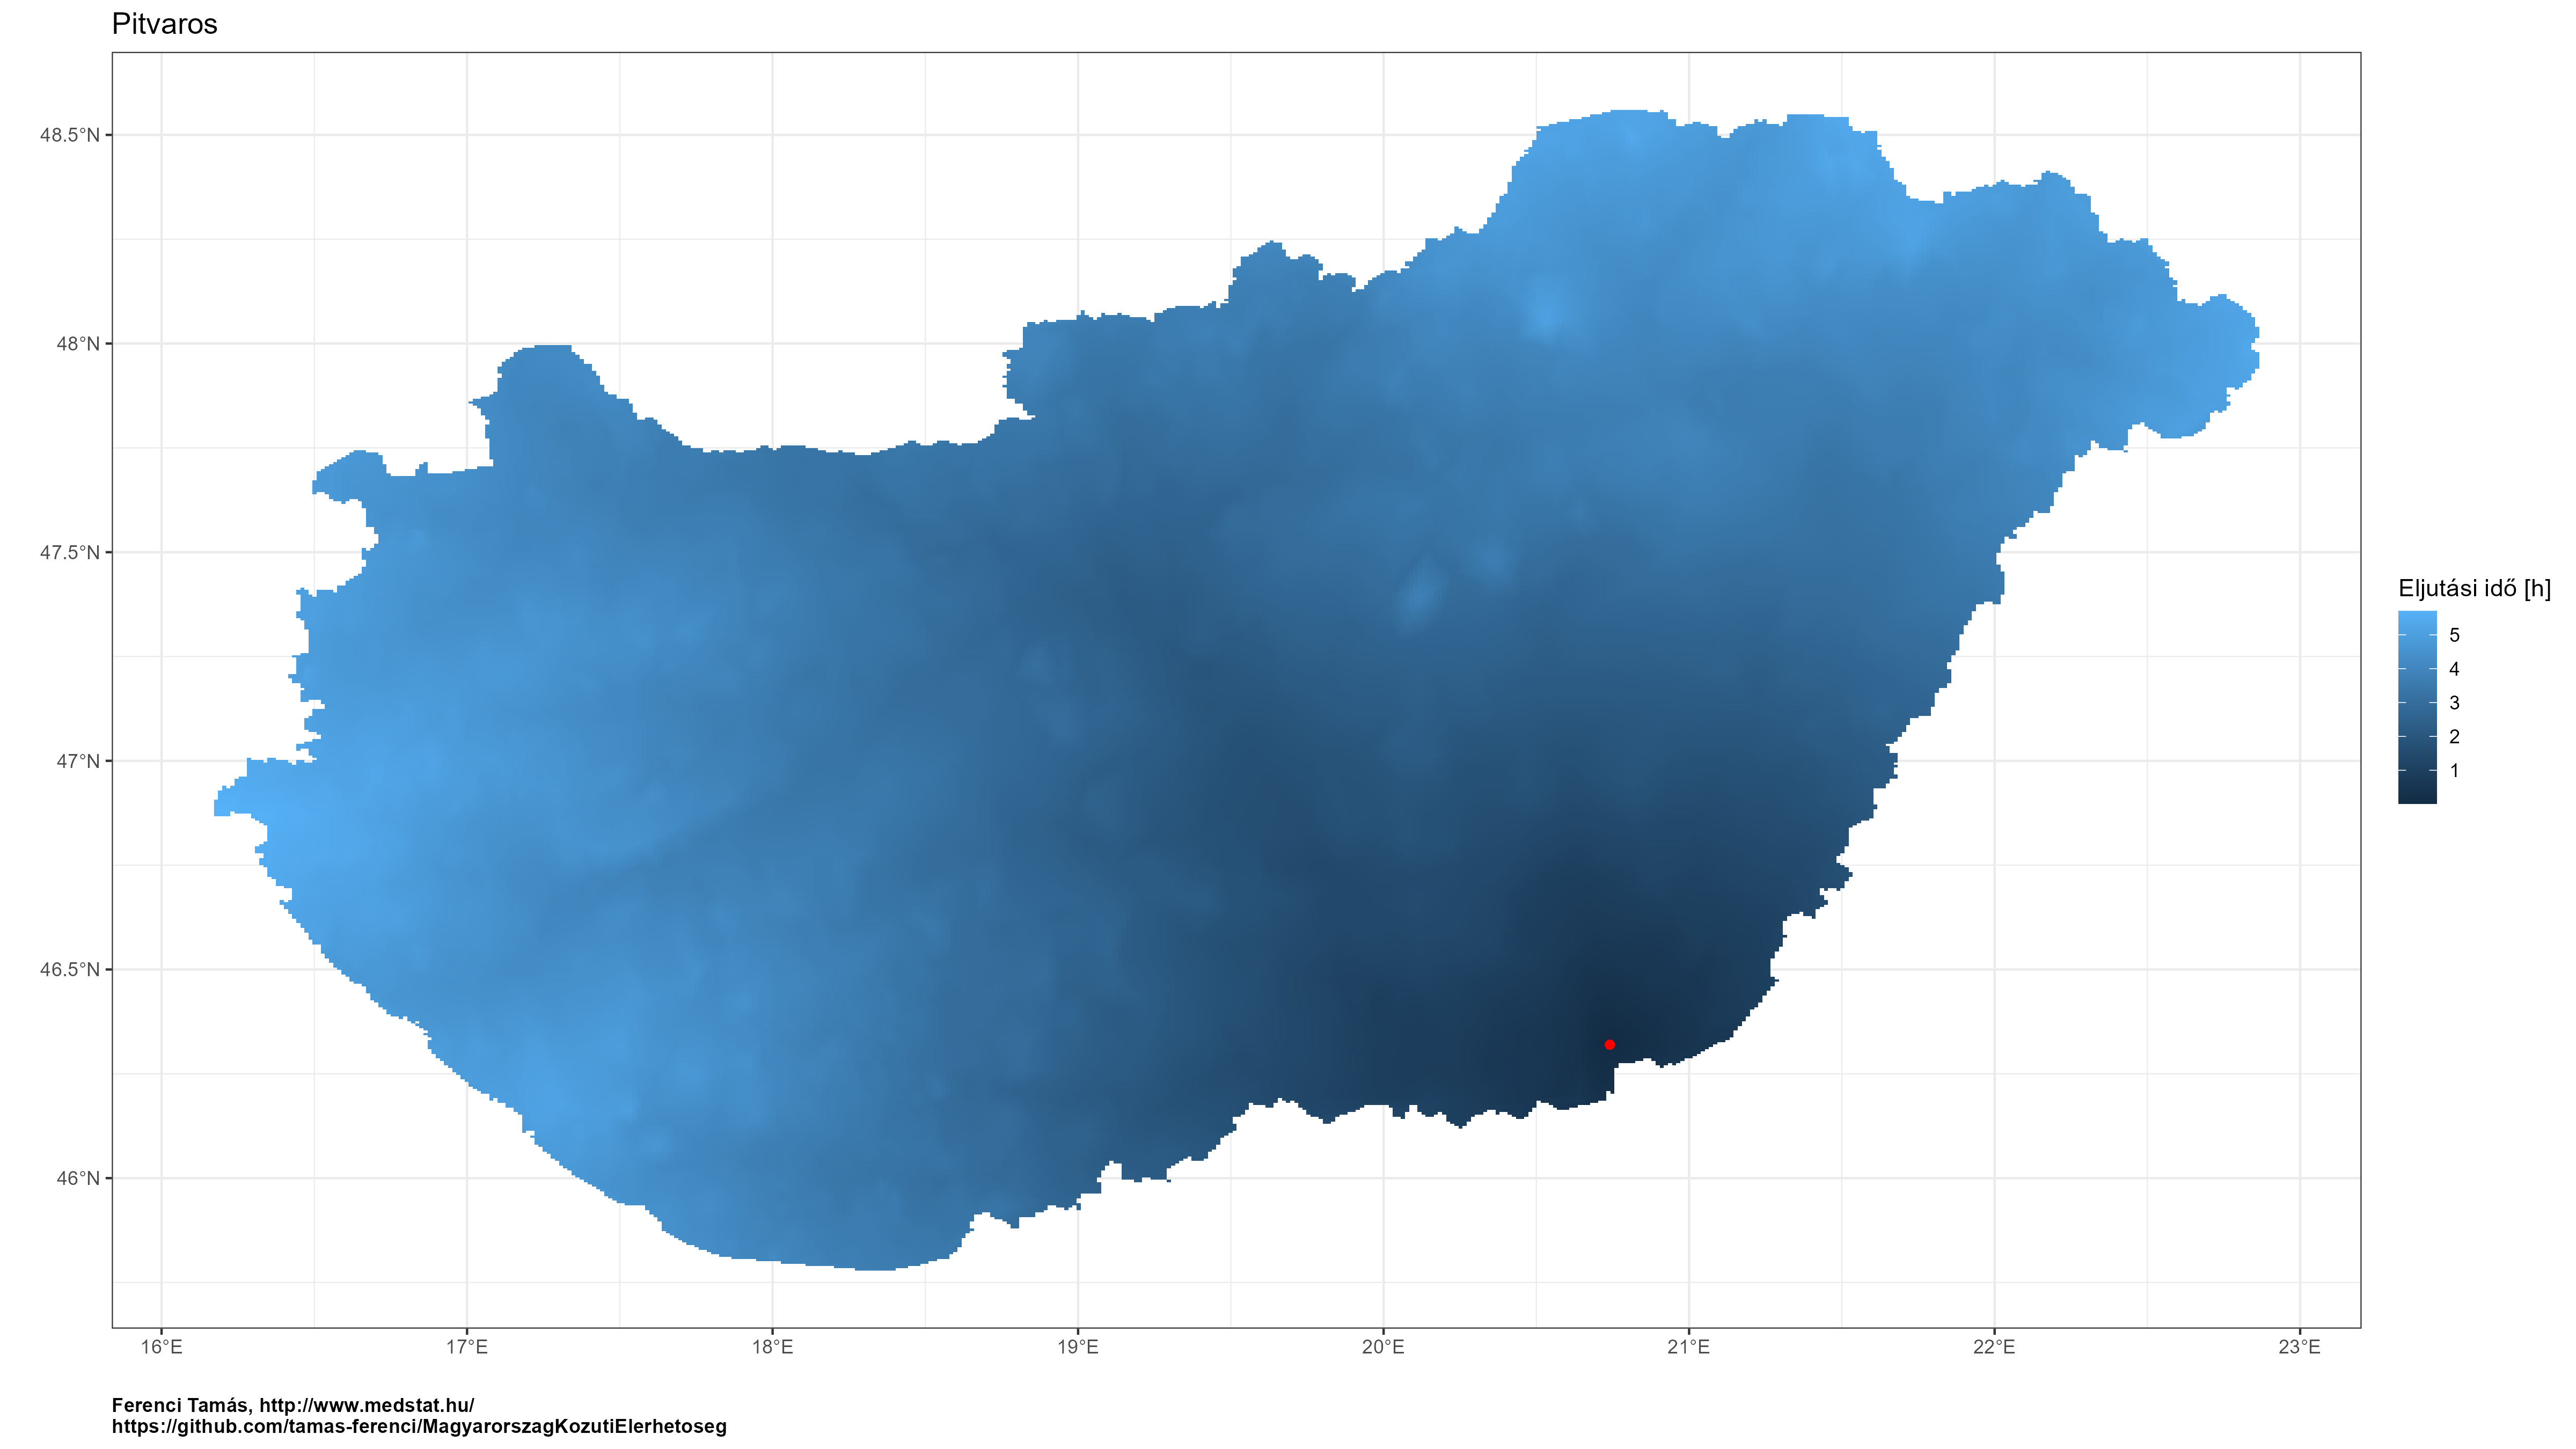 Pitvaros
48.5°N
48°N
47.5°N
47°N
46.5°N
46°N
16°E
17°E
18°E
19°E
20°E
21°E
22°E
23°E
Eljutási idő [h]
5
4
3
2
1
Ferenci Tamás, http://www.medstat.hu/
https://github.com/tamas-ferenci/MagyarorszagKozutiElerhetoseg